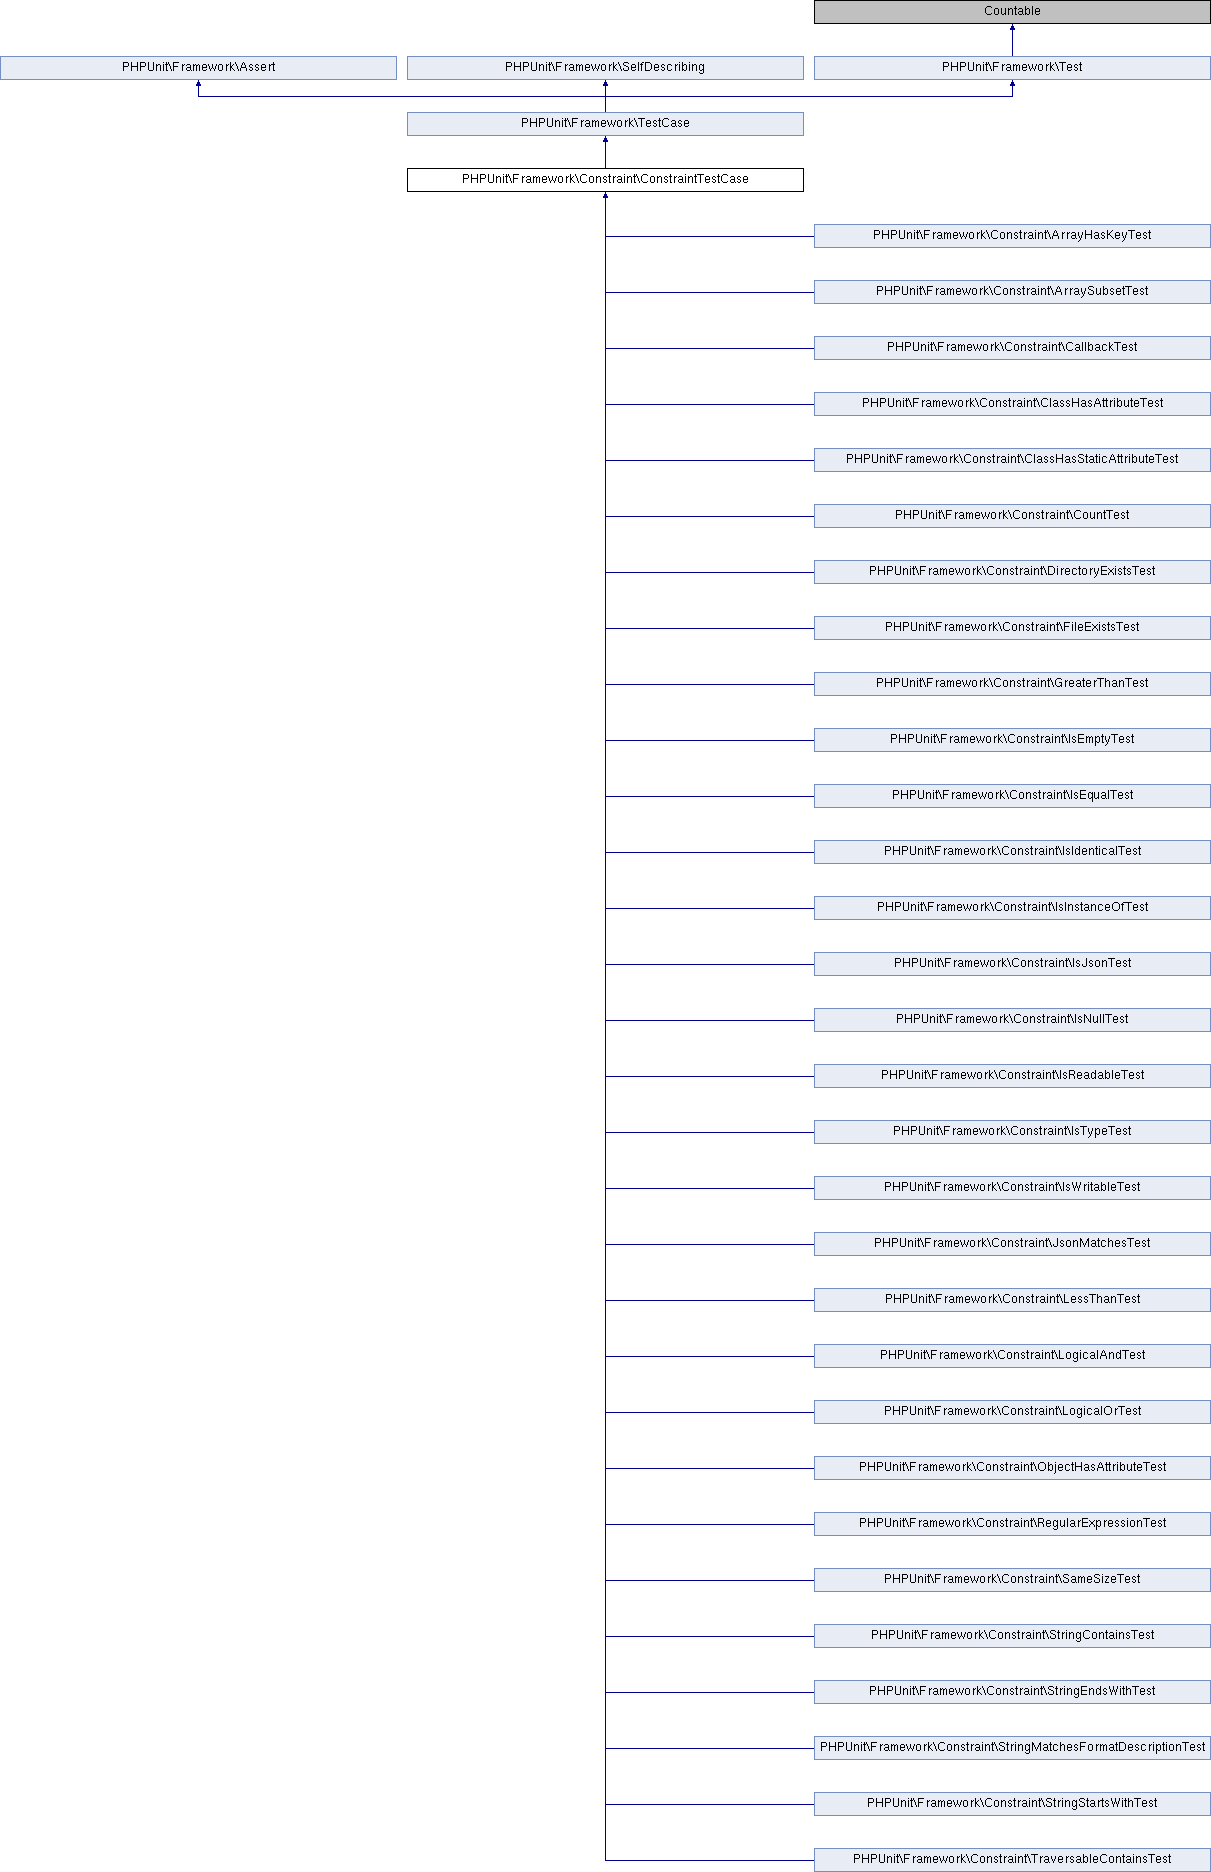 Countable
PHPUnit\Framework\Assert
PHPUnit\Framework\SelfDescribing
PHPUnit\Framework\Test
PHPUnit\Framework\TestCase
PHPUnit\Framework\Constraint\ConstraintTestCase
PHPUnit\Framework\Constraint\ArrayHasKeyTest
PHPUnit\Framework\Constraint\ArraySubsetTest
PHPUnit\Framework\Constraint\CallbackTest
PHPUnit\Framework\Constraint\ClassHasAttributeTest
PHPUnit\Framework\Constraint\ClassHasStaticAttributeTest
PHPUnit\Framework\Constraint\CountTest
PHPUnit\Framework\Constraint\DirectoryExistsTest
PHPUnit\Framework\Constraint\FileExistsTest
PHPUnit\Framework\Constraint\GreaterThanTest
PHPUnit\Framework\Constraint\IsEmptyTest
PHPUnit\Framework\Constraint\IsEqualTest
PHPUnit\Framework\Constraint\IsIdenticalTest
PHPUnit\Framework\Constraint\IsInstanceOfTest
PHPUnit\Framework\Constraint\IsJsonTest
PHPUnit\Framework\Constraint\IsNullTest
PHPUnit\Framework\Constraint\IsReadableTest
PHPUnit\Framework\Constraint\IsTypeTest
PHPUnit\Framework\Constraint\IsWritableTest
PHPUnit\Framework\Constraint\JsonMatchesTest
PHPUnit\Framework\Constraint\LessThanTest
PHPUnit\Framework\Constraint\LogicalAndTest
PHPUnit\Framework\Constraint\LogicalOrTest
PHPUnit\Framework\Constraint\ObjectHasAttributeTest
PHPUnit\Framework\Constraint\RegularExpressionTest
PHPUnit\Framework\Constraint\SameSizeTest
PHPUnit\Framework\Constraint\StringContainsTest
PHPUnit\Framework\Constraint\StringEndsWithTest
PHPUnit\Framework\Constraint\StringMatchesFormatDescriptionTest
PHPUnit\Framework\Constraint\StringStartsWithTest
PHPUnit\Framework\Constraint\TraversableContainsTest